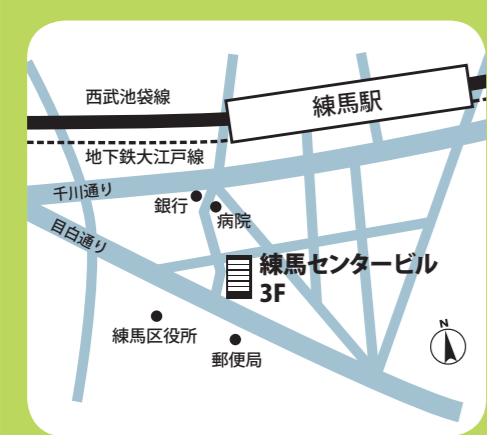 西武池袋線
練馬駅
地下鉄大江戸線
千川通り
銀行
病院
目白通り
練馬センタービル
3F
練馬区役所
郵便局
N